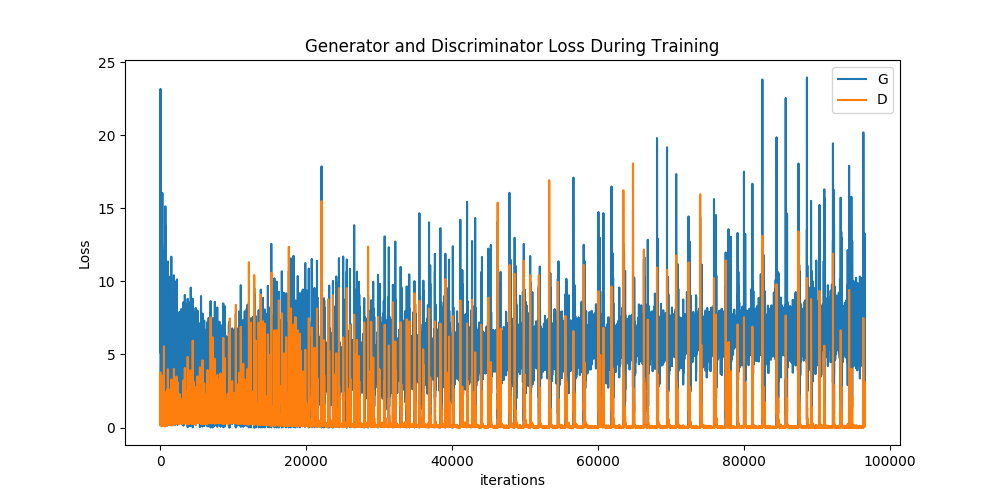 Generator and Discriminator Loss During Training
25
20
15
10
5
0
Loss
G
D
0 20000 40000 60000 80000 100000
iterations